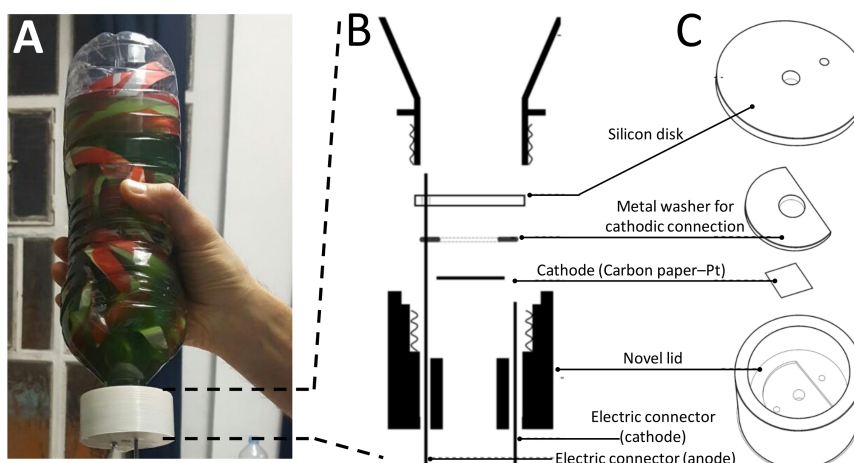 A
B
C
Silicon disk
Metal washer for
cathodic connection
Cathode (Carbon paper–Pt)
Novel lid
Electric connector
(cathode)
Electric connector (anode)